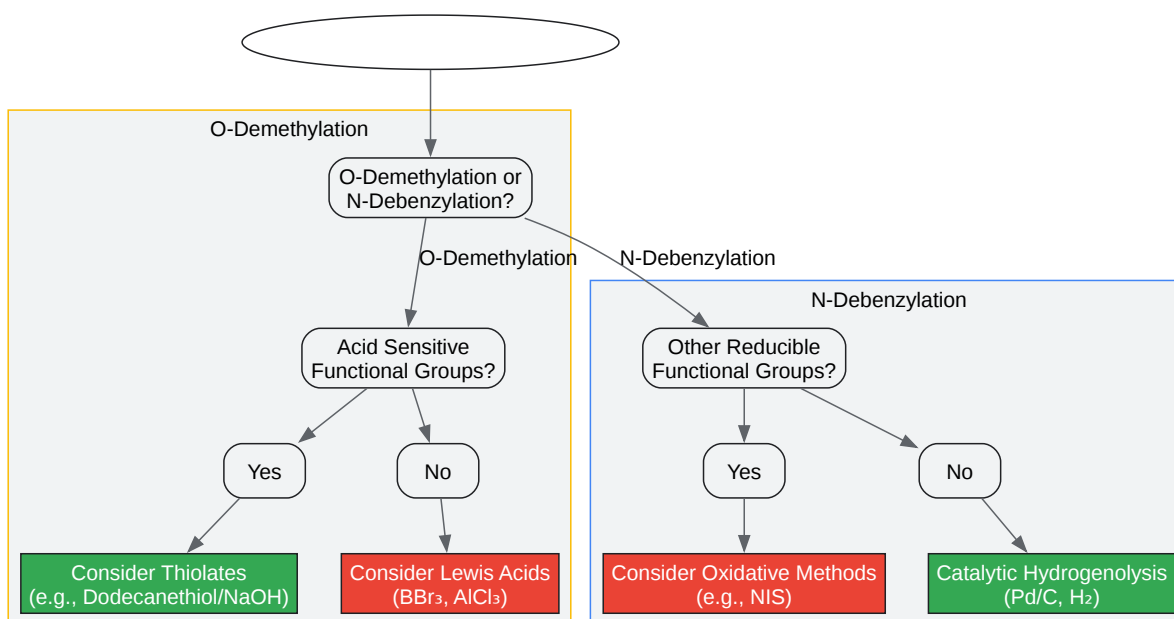 O-Demethylation
O-Demethylation or
N-Debenzylation?
O-Demethylation
N-Debenzylation
N-Debenzylation
Acid Sensitive
Functional Groups?
Other Reducible
Functional Groups?
Yes
No
Yes
No
Consider Thiolates
(e.g., Dodecanethiol/NaOH)
Consider Lewis Acids
(BBr₃, AlCl₃)
Consider Oxidative Methods
(e.g., NIS)
Catalytic Hydrogenolysis
(Pd/C, H₂)